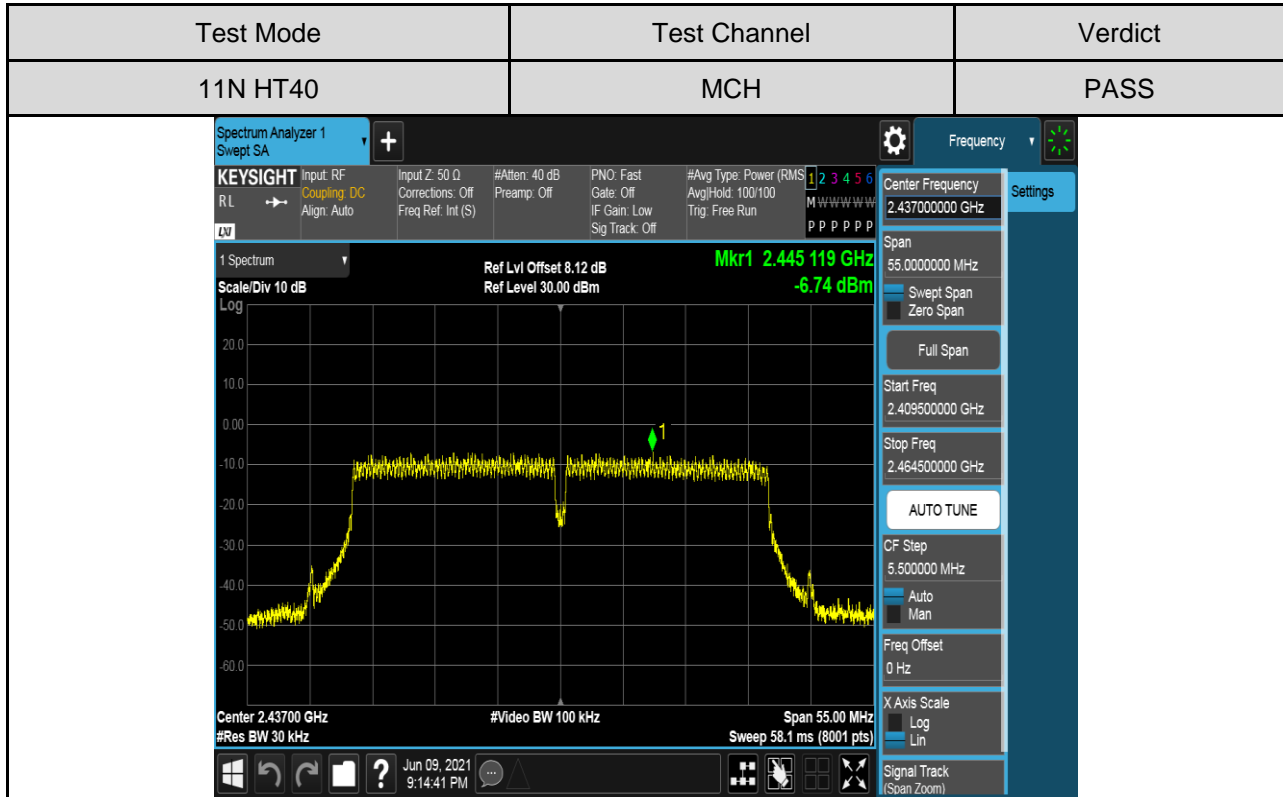 Test Mode Test Channel Verdict
11N HT40 MCH PASS
Spectrum Analyzer 1
Swept SA
+
Frequency
KEYSIGHT
RL
LXI
Input: RF
Coupling: DC
Align: Auto
Input Z: 50 Ω
Corrections: Off
Freq Ref: Int (S)
#Atten: 40 dB
Preamp: Off
PNO: Fast
Gate: Off
IF Gain: Low
Sig Track: Off
#Avg Type: Power (RMS
Avg|Hold: 100/100
Trig: Free Run
1 2 3 4 5 6
M W W W W W
P P P P P P
1 Spectrum
Scale/Div 10 dB
Ref Lvl Offset 8.12 dB
Ref Level 30.00 dBm
Mkr1 2.445 119 GHz
-6.74 dBm
Log
20.0
10.0
0.00
-10.0
-20.0
-30.0
-40.0
-50.0
-60.0
1
Center 2.43700 GHz
#Res BW 30 kHz
#Video BW 100 kHz
Span 55.00 MHz
Sweep 58.1 ms (8001 pts)
Center Frequency
2.437000000 GHz
Settings
Span
55.0000000 MHz
Swept Span
Zero Span
Full Span
Start Freq
2.409500000 GHz
Stop Freq
2.464500000 GHz
AUTO TUNE
CF Step
5.500000 MHz
Auto
Man
Freq Offset
0 Hz
X Axis Scale
Log
Lin
Signal Track
(Span Zoom)
?
Jun 09, 2021
9:14:41 PM